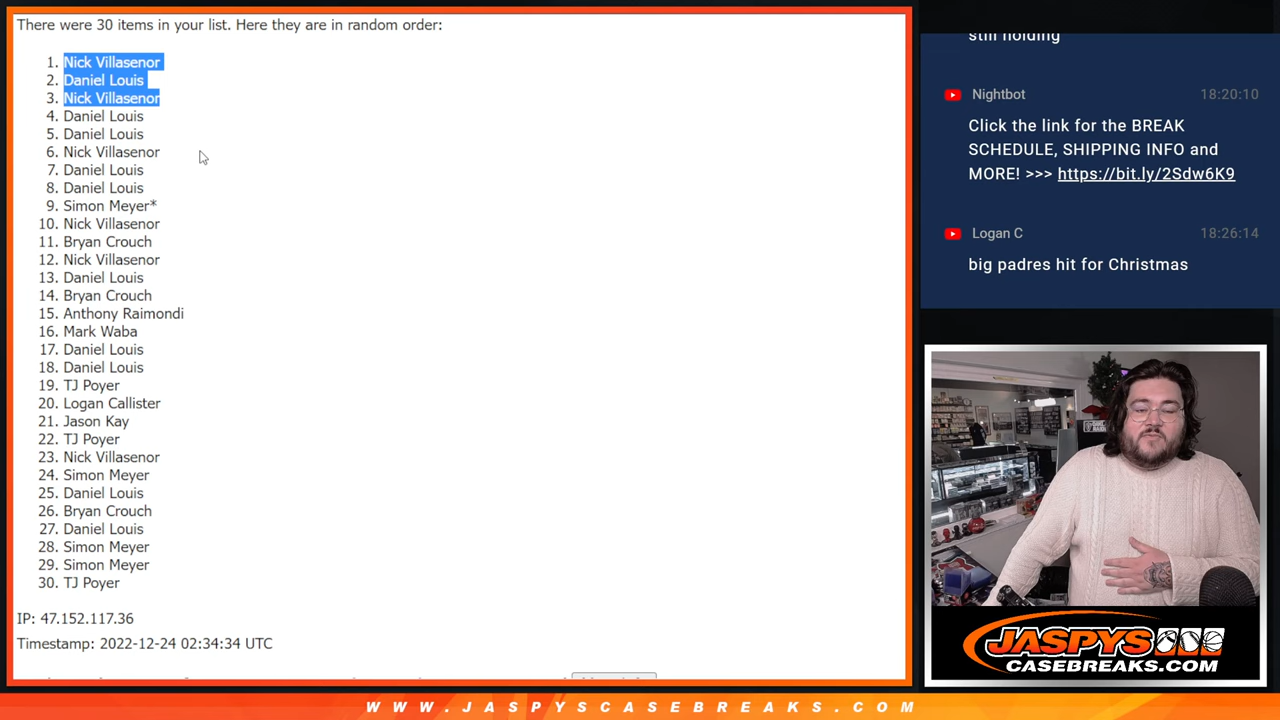 There were 30 items in your list. Here they are in random order:
1. Nick Villasenor
2. Daniel Louis
3. Nick Villasenor
4. Daniel Louis
5. Daniel Louis
6. Nick Villasenor
7. Daniel Louis
8. Daniel Louis
9. Simon Meyer*
10. Nick Villasenor
11. Bryan Crouch
12. Nick Villasenor
13. Daniel Louis
14. Bryan Crouch
15. Anthony Raimondi
16. Mark Waba
17. Daniel Louis
18. Daniel Louis
19. TJ Poyer
20. Logan Callister
21. Jason Kay
22. TJ Poyer
23. Nick Villasenor
24. Simon Meyer
25. Daniel Louis
26. Bryan Crouch
27. Daniel Louis
28. Simon Meyer
29. Simon Meyer
30. TJ Poyer
IP: 47.152.117.36
Timestamp: 2022-12-24 02:34:34 UTC
still holding
Nightbot 18:20:10
Click the link for the BREAK
SCHEDULE, SHIPPING INFO and
MORE! >>> https://bit.ly/2Sdw6K9
Logan C 18:26:14
big padres hit for Christmas
JASPYS
CASEBREAKS.COM
WWW.JASPYSCASEBREAKS.COM